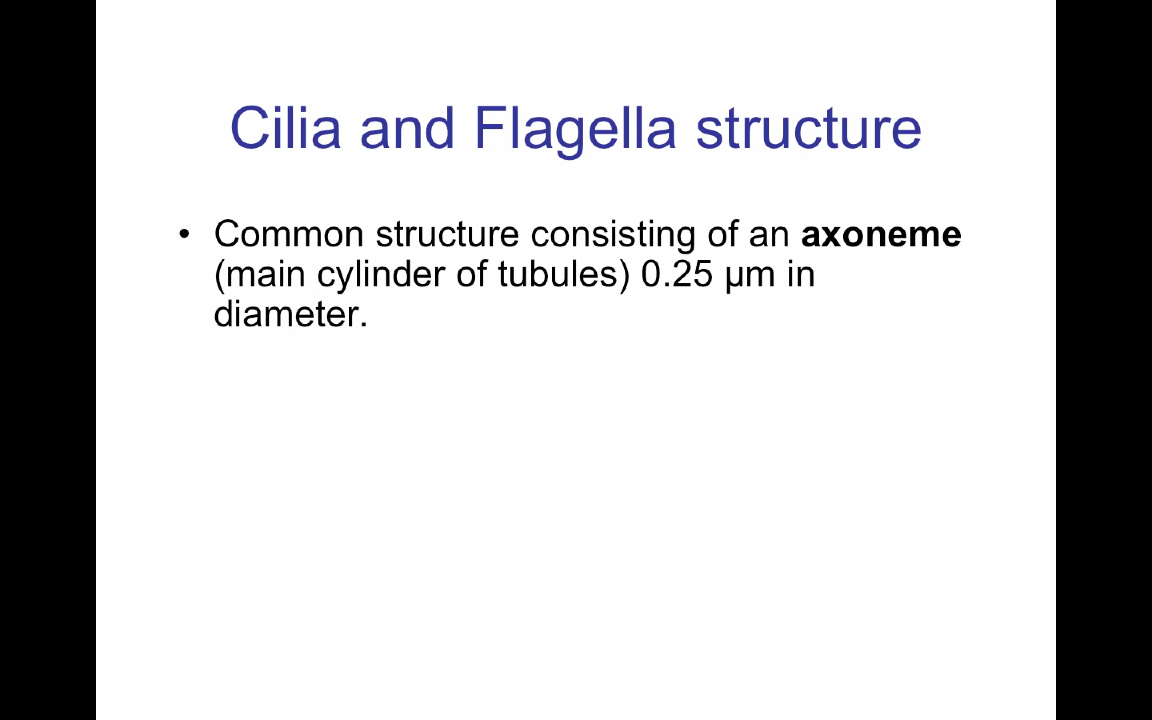 Cilia and Flagella structure
• Common structure consisting of an axoneme
(main cylinder of tubules) 0.25 µm in
diameter.